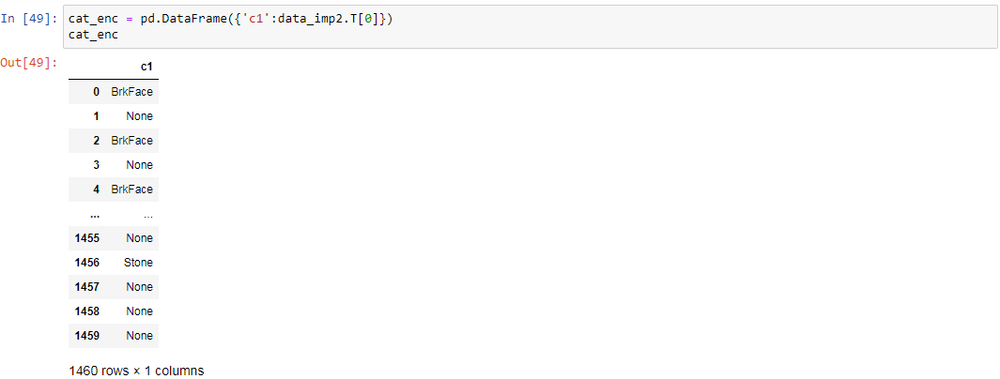 In [49]: cat_enc = pd.DataFrame({'c1':data_imp2.T[0]})
cat_enc
Out[49]:
c1
0 BrkFace
1 None
2 BrkFace
3 None
4 BrkFace
... ...
1455 None
1456 Stone
1457 None
1458 None
1459 None
1460 rows × 1 columns